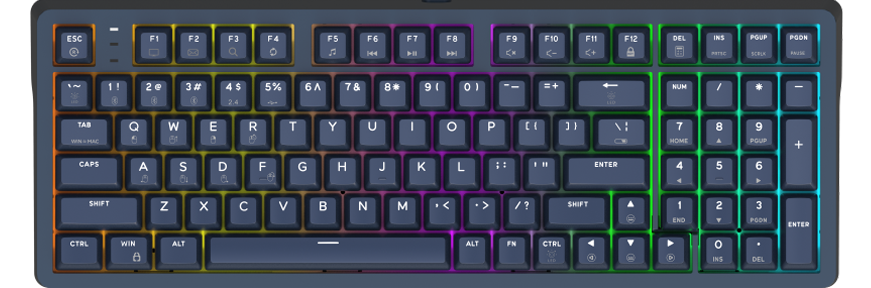 ESC F1 F2 F3 F4 F5 F6 F7 F8 F9 F10 F11 F12 DEL INS PGUP PGDN
PRTSC SCRLK PAUSE
` ~ 1 ! 2 @ 3 # 4 $ 5 % 6 ^ 7 & 8 * 9 ( 0 ) - _ = + ← NUM / * -
2.4
TAB Q W E R T Y U I O P [ { ] } \ | 7 8 9 +
WIN+MAC HOME ▲ PGUP
CAPS A S D F G H J K L ; : ' " ENTER 4 5 6
◀ ▶
SHIFT Z X C V B N M , < . > / ? SHIFT ▲ 1 2 3 ENTER
END ▼ PGDN
CTRL WIN ALT ALT FN CTRL ◀ ▼ ▶ 0 .
INS DEL